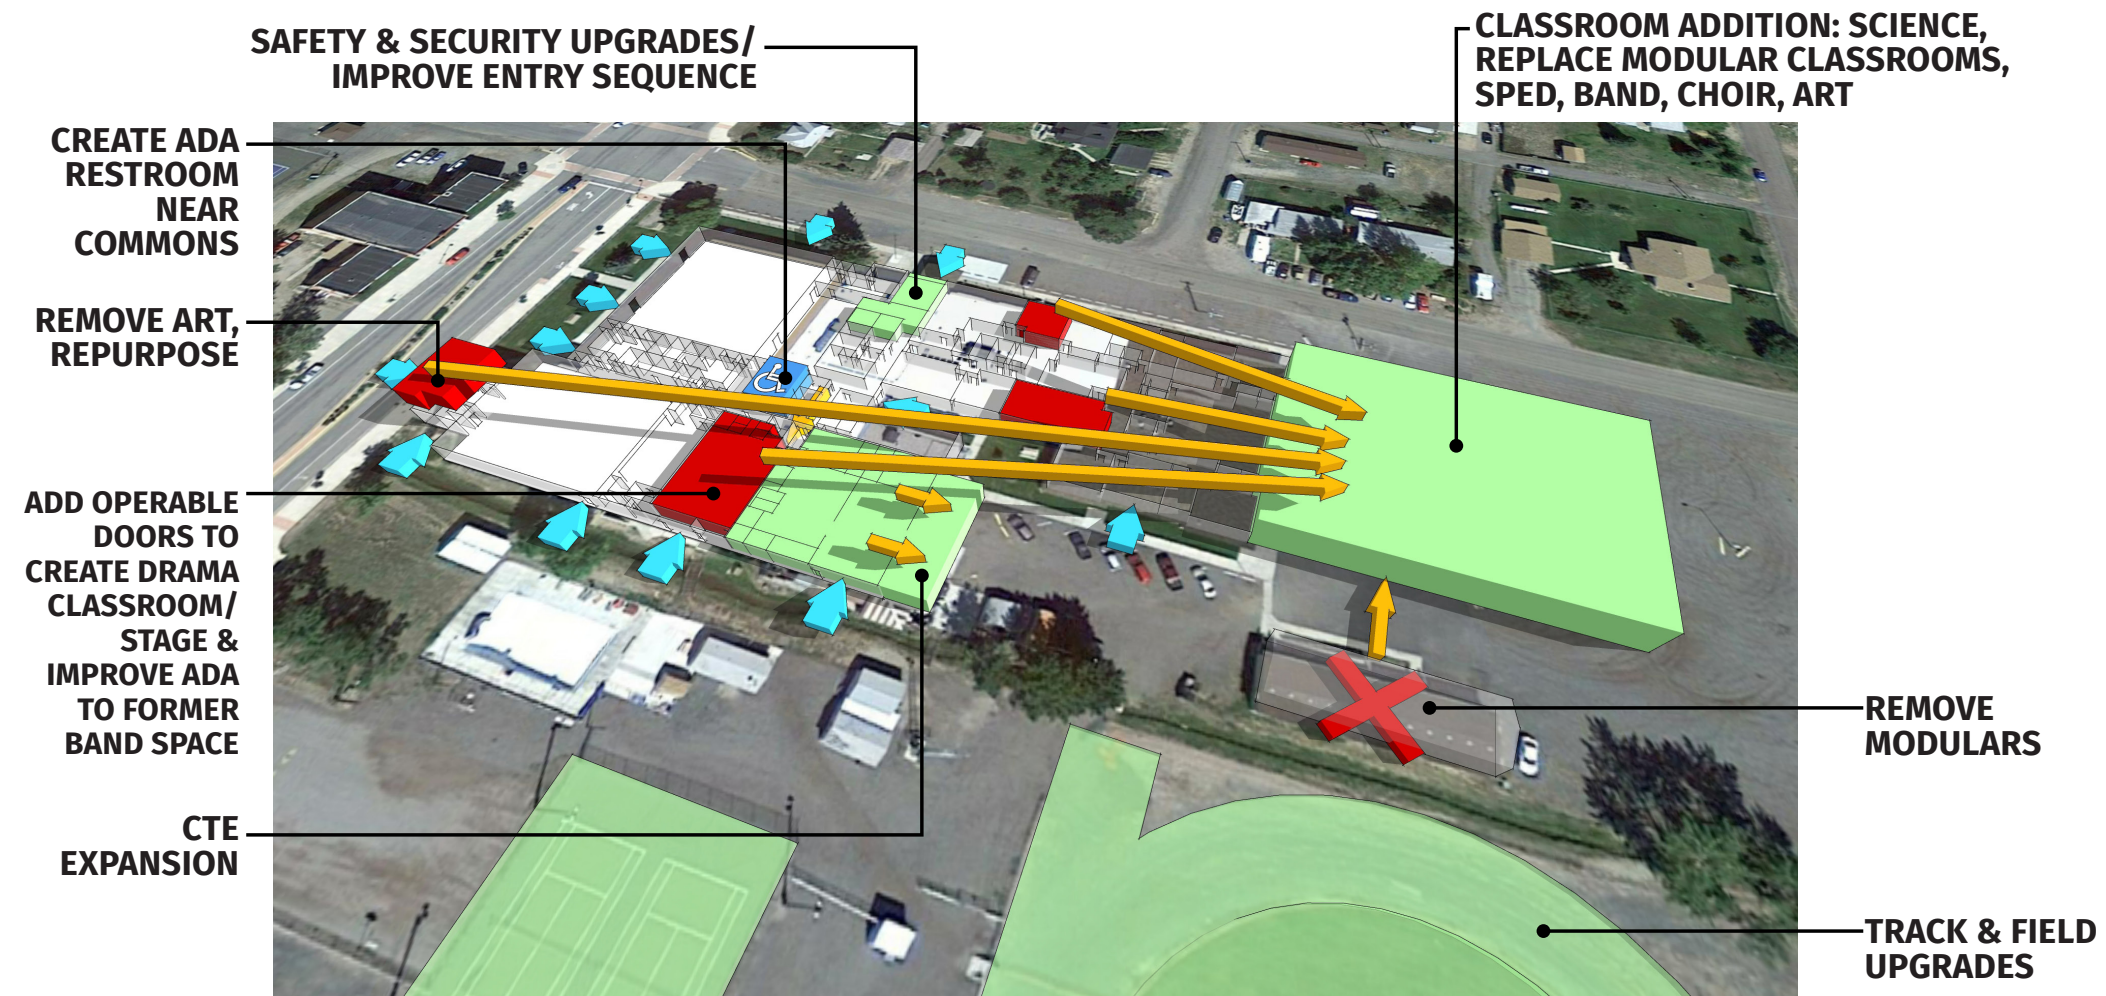 SAFETY & SECURITY UPGRADES/
IMPROVE ENTRY SEQUENCE
CLASSROOM ADDITION: SCIENCE,
REPLACE MODULAR CLASSROOMS,
SPED, BAND, CHOIR, ART
CREATE ADA
RESTROOM
NEAR
COMMONS
REMOVE ART,
REPURPOSE
ADD OPERABLE
DOORS TO
CREATE DRAMA
CLASSROOM/
STAGE &
IMPROVE ADA
TO FORMER
BAND SPACE
CTE
EXPANSION
REMOVE
MODULARS
TRACK & FIELD
UPGRADES